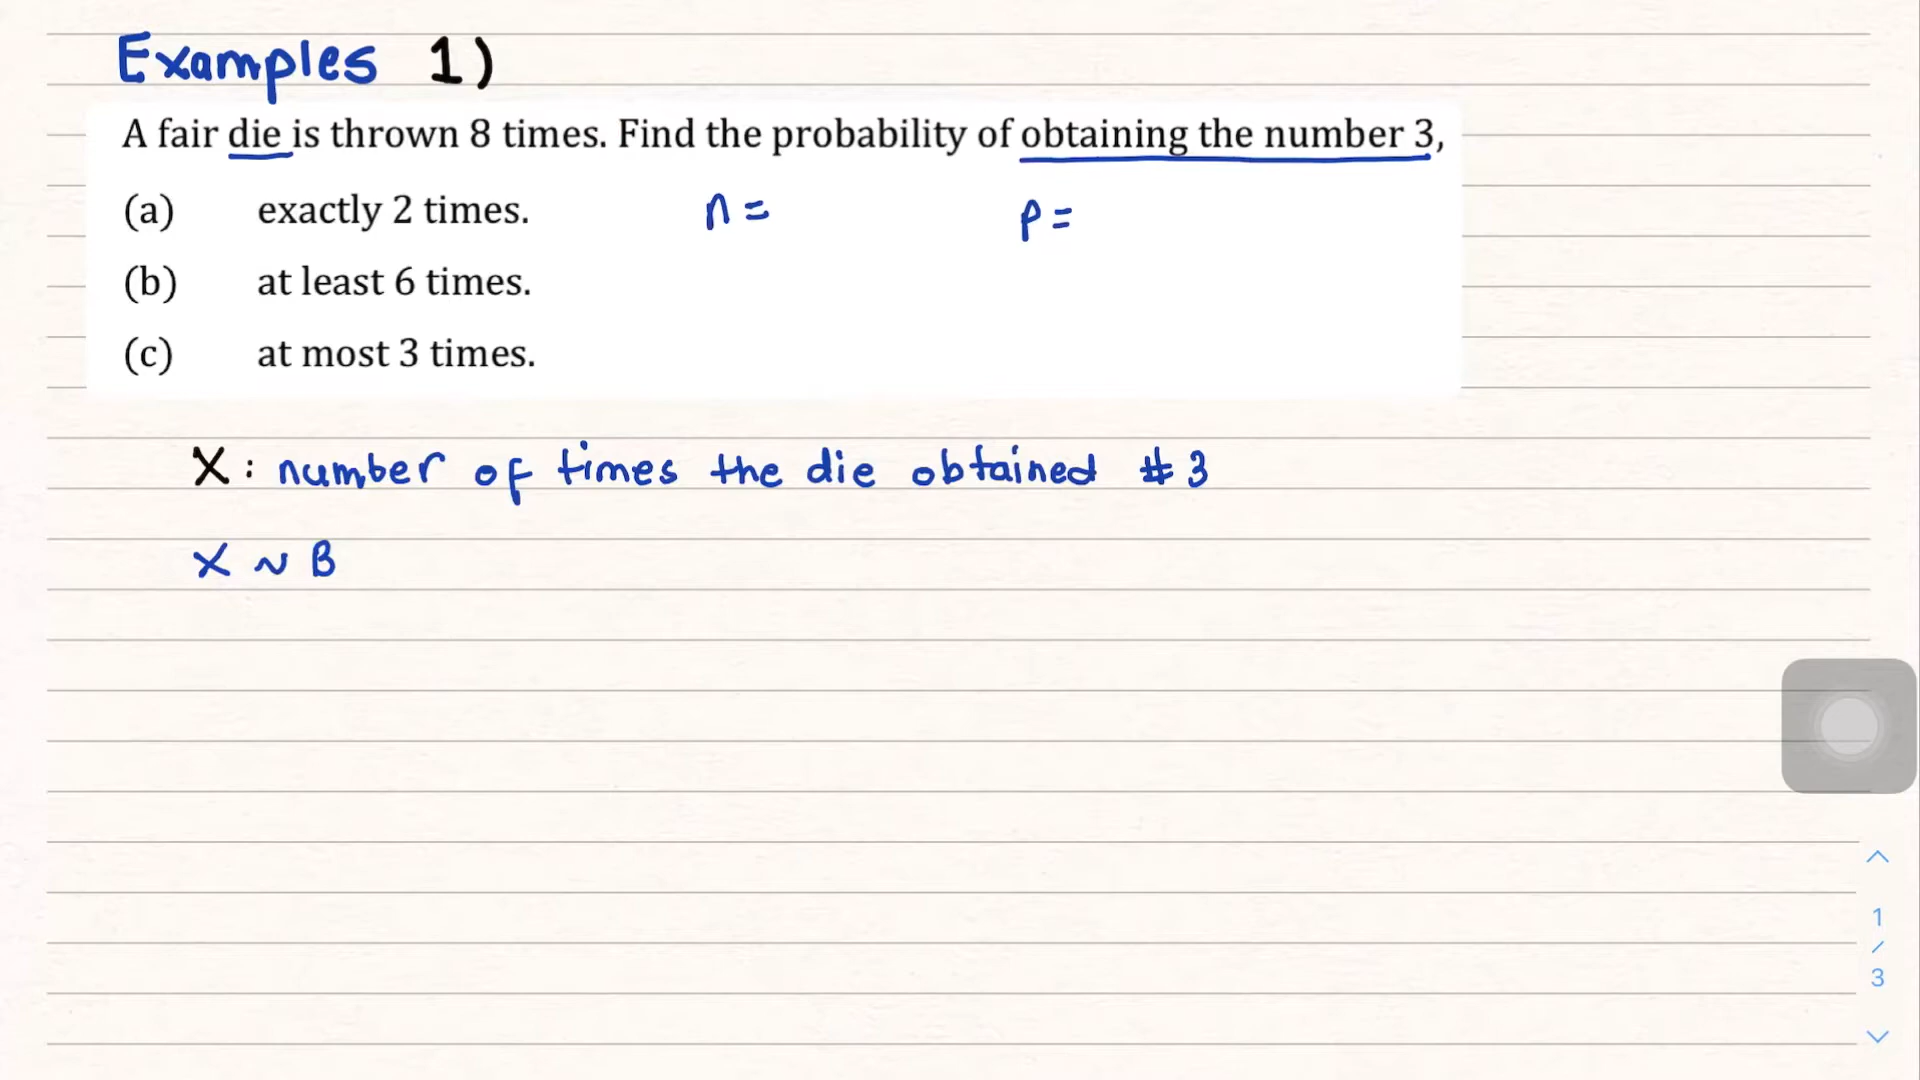 Examples 1)
A fair die is thrown 8 times. Find the probability of obtaining the number 3,
(a) exactly 2 times. n = p =
(b) at least 6 times.
(c) at most 3 times.
X : number of times the die obtained # 3
X ~ B
1
/
3